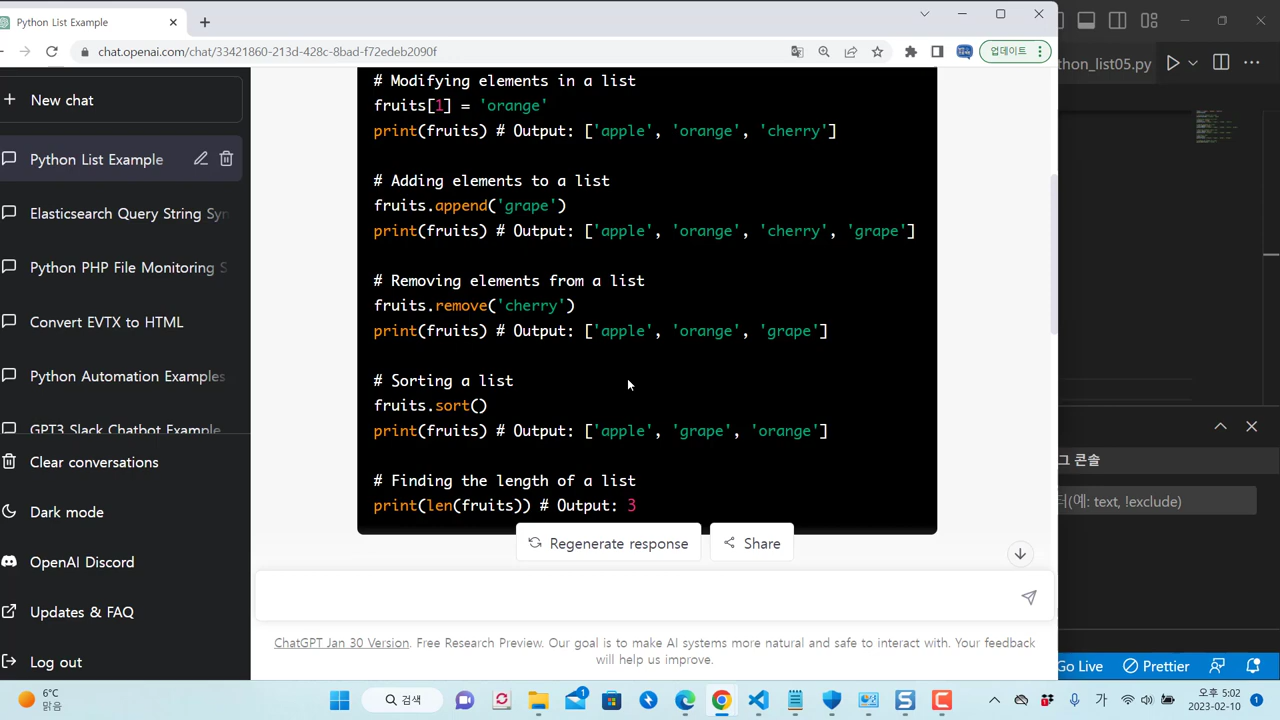 Python List Example
chat.openai.com/chat/33421860-213d-428c-8bad-f72edeb2090f
업데이트
New chat
Python List Example
Elasticsearch Query String Syn
Python PHP File Monitoring S
Convert EVTX to HTML
Python Automation Examples
GPT3 Slack Chatbot Example
Clear conversations
Dark mode
OpenAI Discord
Updates & FAQ
Log out
# Modifying elements in a list
fruits[1] = 'orange'
print(fruits) # Output: ['apple', 'orange', 'cherry']
# Adding elements to a list
fruits.append('grape')
print(fruits) # Output: ['apple', 'orange', 'cherry', 'grape']
# Removing elements from a list
fruits.remove('cherry')
print(fruits) # Output: ['apple', 'orange', 'grape']
# Sorting a list
fruits.sort()
print(fruits) # Output: ['apple', 'grape', 'orange']
# Finding the length of a list
print(len(fruits)) # Output: 3
Regenerate response
Share
ChatGPT Jan 30 Version. Free Research Preview. Our goal is to make AI systems more natural and safe to interact with. Your feedback
will help us improve.
thon_list05.py
그 콘솔
터(예: text, !exclude)
Go Live
Prettier
6°C
맑음
검색
1
가
오후 5:02
2023-02-10
1